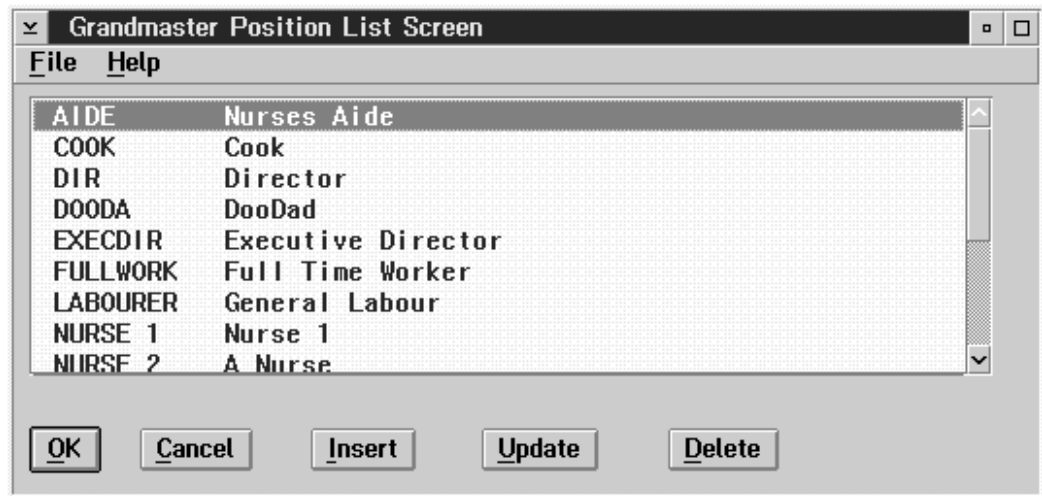 Grandmaster Position List Screen
File Help
AIDE Nurses Aide
COOK Cook
DIR Director
DOODA DooDad
EXECDIR Executive Director
FULLWORK Full Time Worker
LABOURER General Labour
NURSE 1 Nurse 1
NURSE 2 A Nurse
OK Cancel Insert Update Delete